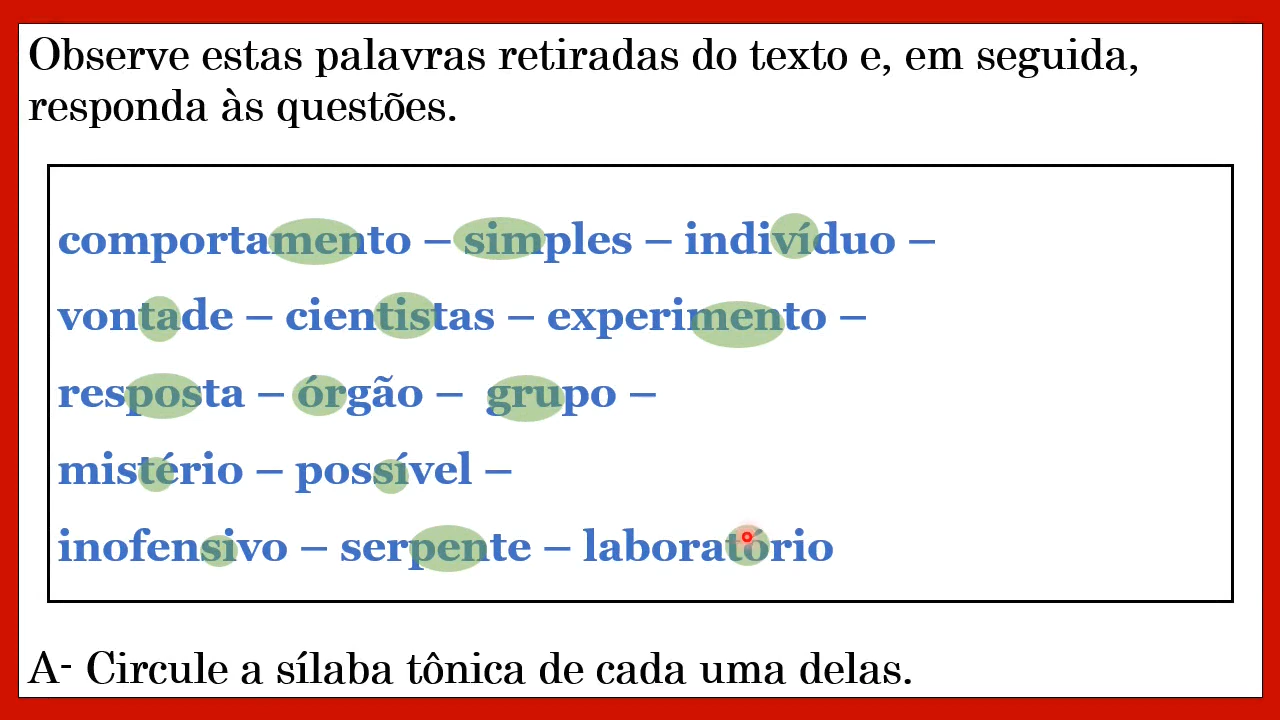 Observe estas palavras retiradas do texto e, em seguida,
responda às questões.
comportamento – simples – indivíduo –
vontade – cientistas – experimento –
resposta – órgão – grupo –
mistério – possível –
inofensivo – serpente – laboratório
A- Circule a sílaba tônica de cada uma delas.